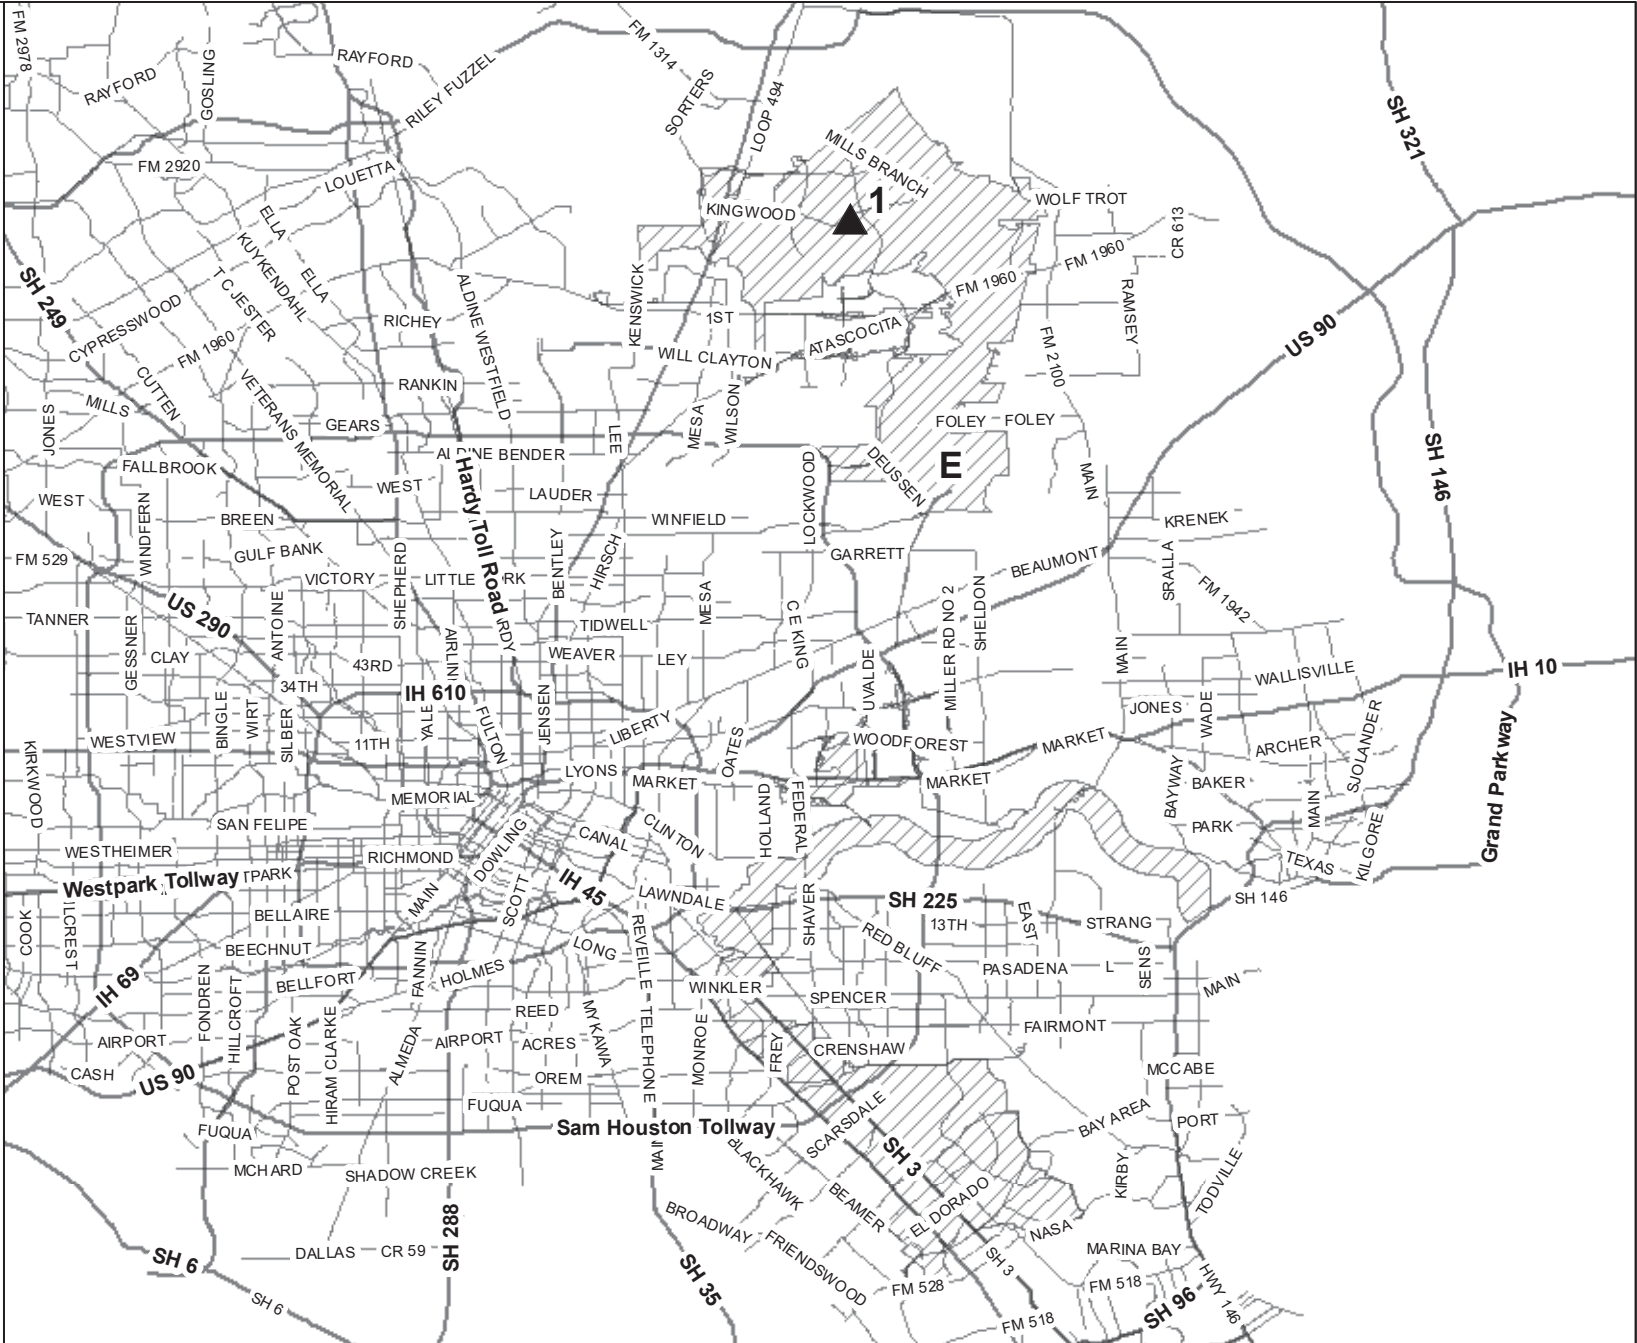 FM 2978
RAYFORD
GOSLING
RAYFORD
RILEY FUZZEL
FM 1314
SORTERS
LOOP 494
SH 321
MILLS BRANCH
FM 2920
LOUETTA
KINGWOOD
1
WOLF TROT
CR 613
FM 1960
FM 1960
RAMSEY
FM 2100
SH 249
ELLA
KUYKENDAHL
ELLA
T C JESTER
CYPRESSWOOD
FM 1960
ALDINE WESTFIELD
RICHEY
KENSWICK
1ST
ATASCOCITA
WILL CLAYTON
US 90
CUTTEN
MILLS
JONES
VETERANS MEMORIAL
RANKIN
GEARS
LEE
MESA
WILSON
FOLEY
FOLEY
E
DEUSSEN
SH 146
FALLBROOK
BENDER
WEST
WEST
LAUDER
LOCKWOOD
MAIN
WINDFERN
BREEN
Hardy Toll Road
WINFIELD
KRENEK
FM 529
GULF BANK
VICTORY
LITTLE
RK
SHEPHERD
BENTLEY
HIRSCH
GARRETT
BEAUMONT
SRALLA
FM 1942
TANNER
US 290
ANTOINE
GESSNER
CLAY
AIRLIN
RDY
TIDWELL
MESA
C E KING
MILLER RD NO 2
SHELDON
43RD
WEAVER
LEY
UVALDE
MAIN
WALLISVILLE
IH 10
34TH
IH 610
BINGLE
WIRT
SILBER
YALE
FULTON
JENSEN
LIBERTY
OATES
JONES
WADE
SJOLANDER
Grand Parkway
KIRKWOOD
WESTVIEW
11TH
WOODFOREST
MARKET
ARCHER
LYONS
MARKET
MARKET
BAYWAY
BAKER
MEMORIAL
HOLLAND
FEDERAL
MAIN
SAN FELIPE
CANAL
CLINTON
PARK
WESTHEIMER
RICHMOND
DOWLING
TEXAS
KILGORE
Westpark Tollway
TPARK
MAIN
SCOTT
IH 45
LAWNDALE
SH 225
SH 146
COOK
ILCREST
BELLAIRE
SHAVER
13TH
EAST
STRANG
BEECHNUT
LONG
REVEILLE
RED BLUFF
PASADENA
L
SENS
IH 69
FONDREN
BELLFORT
FANNIN
HOLMES
WINKLER
SPENCER
MAIN
HILLCROFT
REED
MYKAWA
TELEPHONE
AIRPORT
POST OAK
HIRAM CLARKE
ALMEDA
AIRPORT
ACRES
MONROE
FREY
CRENSHAW
FAIRMONT
CASH
US 90
OREM
MCCABE
FUQUA
FUQUA
Sam Houston Tollway
SCARSDALE
BAY AREA
PORT
MCHARD
SHADOW CREEK
MAIN
BLACKHAWK
SH 3
KIRBY
TODVILLE
BEAMER
EL DORADO
NASA
BROADWAY
FRIENDSWOOD
SH 6
DALLAS
CR 59
SH 288
SH 35
SH 3
MARINA BAY
SH 6
FM 528
FM 518
SH 96
HWY 146
FM 518